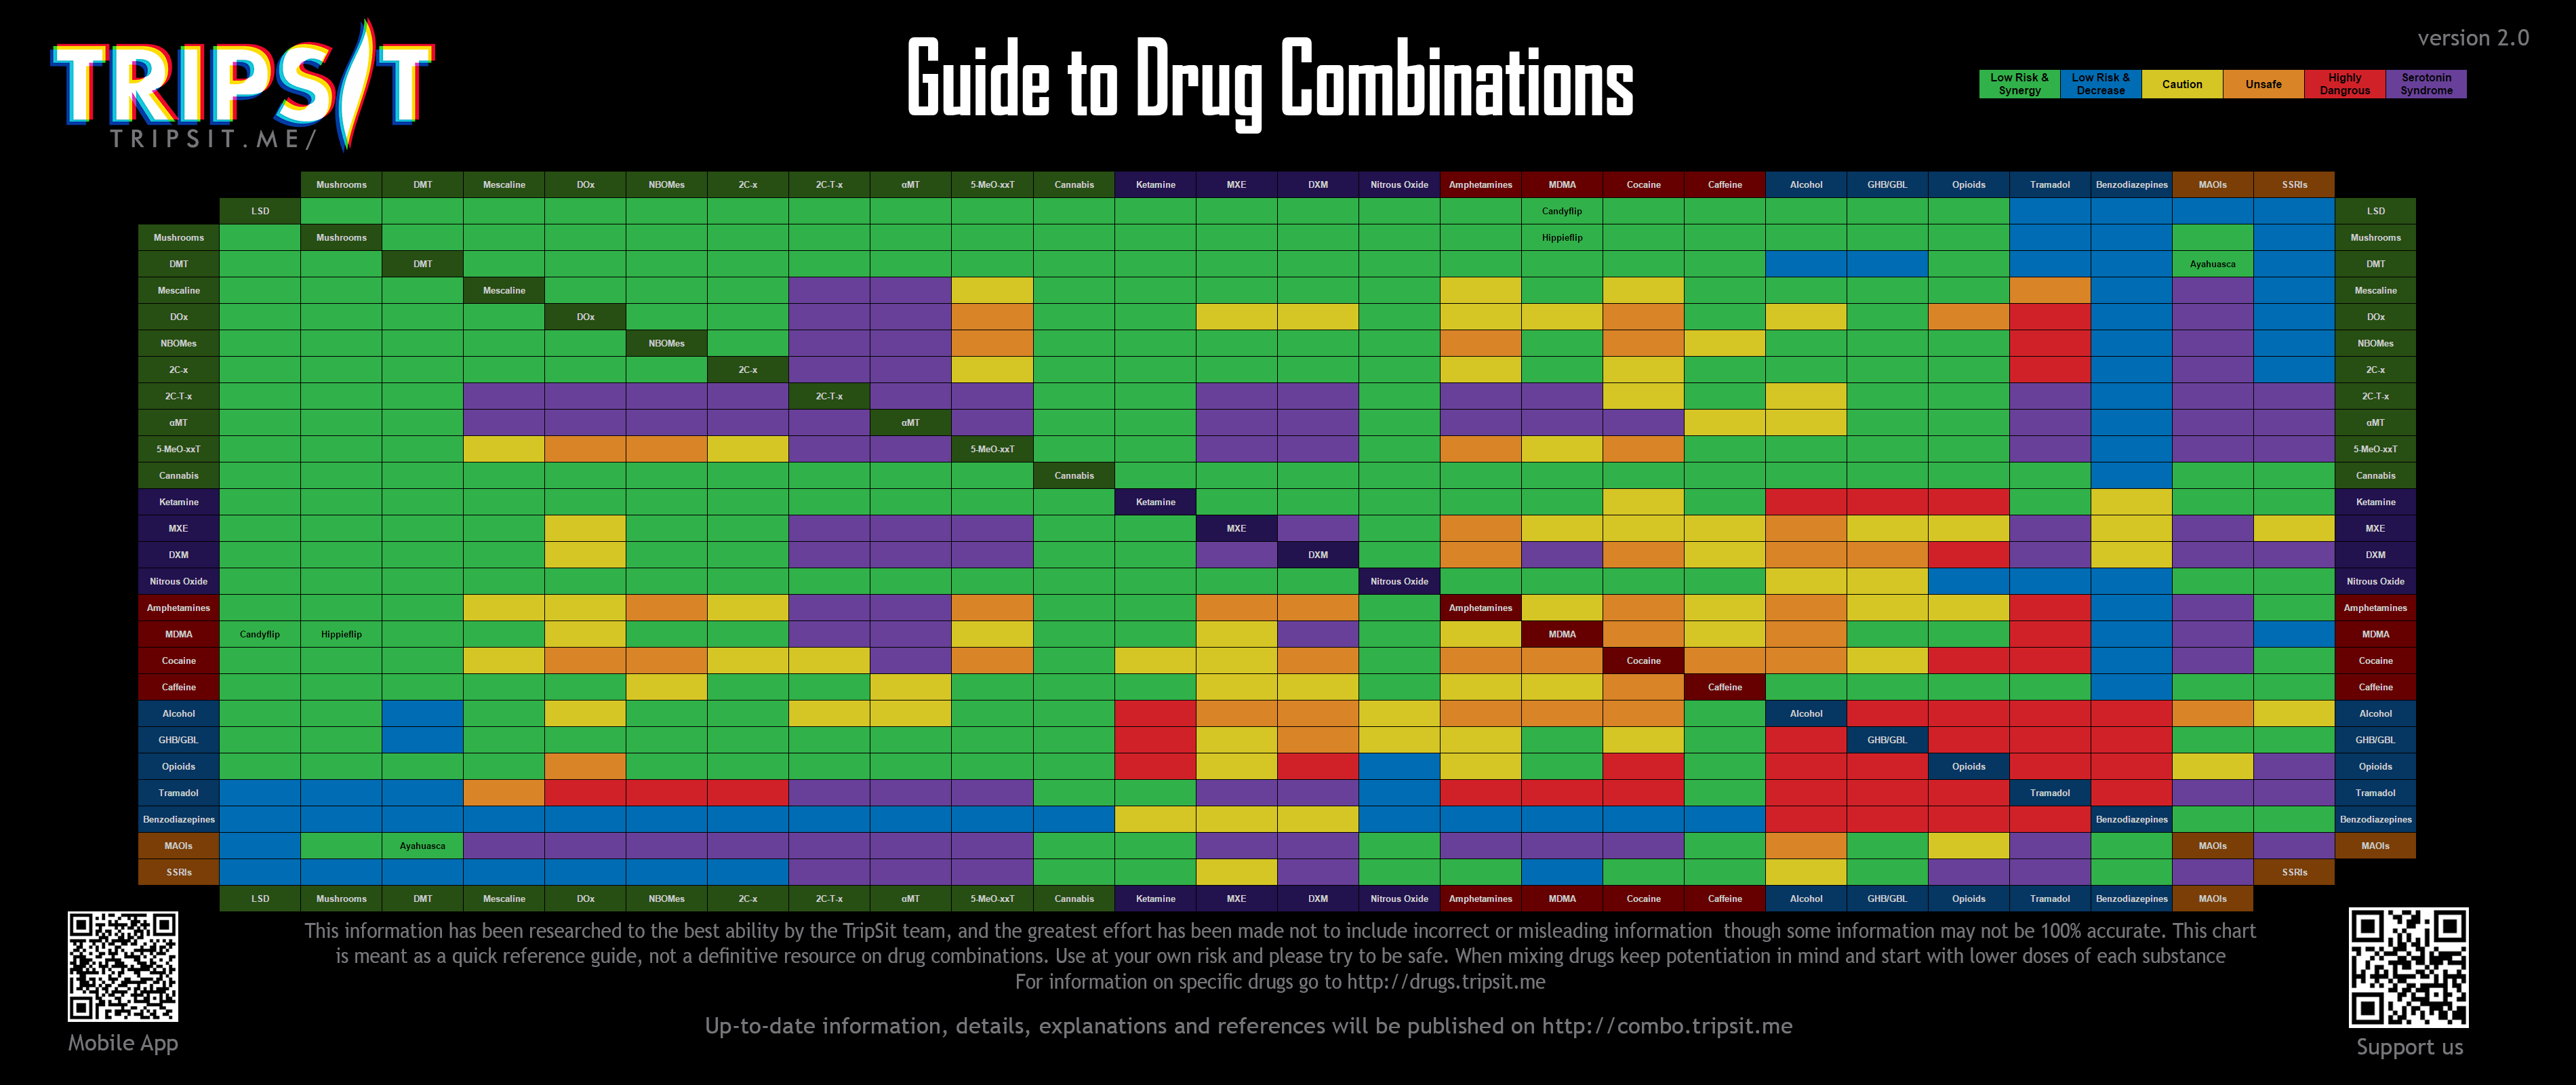 TRIPSIT
TRIPSIT.ME/
Guide to Drug Combinations
version 2.0
Low Risk & Synergy Low Risk & Decrease Caution Unsafe Highly Dangrous Serotonin Syndrome
Mushrooms DMT Mescaline DOx NBOMes 2C-x 2C-T-x αMT 5-MeO-xxT Cannabis Ketamine MXE DXM Nitrous Oxide Amphetamines MDMA Cocaine Caffeine Alcohol GHB/GBL Opioids Tramadol Benzodiazepines MAOIs SSRIs
LSD Candyflip LSD
Mushrooms Mushrooms Hippieflip Mushrooms
DMT DMT Ayahuasca DMT
Mescaline Mescaline Mescaline
DOx DOx DOx
NBOMes NBOMes NBOMes
2C-x 2C-x 2C-x
2C-T-x 2C-T-x 2C-T-x
αMT αMT αMT
5-MeO-xxT 5-MeO-xxT 5-MeO-xxT
Cannabis Cannabis Cannabis
Ketamine Ketamine Ketamine
MXE MXE MXE
DXM DXM DXM
Nitrous Oxide Nitrous Oxide Nitrous Oxide
Amphetamines Amphetamines Amphetamines
MDMA Candyflip Hippieflip MDMA MDMA
Cocaine Cocaine Cocaine
Caffeine Caffeine Caffeine
Alcohol Alcohol Alcohol
GHB/GBL GHB/GBL GHB/GBL
Opioids Opioids Opioids
Tramadol Tramadol Tramadol
Benzodiazepines Benzodiazepines Benzodiazepines
MAOIs Ayahuasca MAOIs MAOIs
SSRIs SSRIs
LSD Mushrooms DMT Mescaline DOx NBOMes 2C-x 2C-T-x αMT 5-MeO-xxT Cannabis Ketamine MXE DXM Nitrous Oxide Amphetamines MDMA Cocaine Caffeine Alcohol GHB/GBL Opioids Tramadol Benzodiazepines MAOIs
This information has been researched to the best ability by the TripSit team, and the greatest effort has been made not to include incorrect or misleading information though some information may not be 100% accurate. This chart
is meant as a quick reference guide, not a definitive resource on drug combinations. Use at your own risk and please try to be safe. When mixing drugs keep potentiation in mind and start with lower doses of each substance
For information on specific drugs go to http://drugs.tripsit.me
Up-to-date information, details, explanations and references will be published on http://combo.tripsit.me
Mobile App
Support us